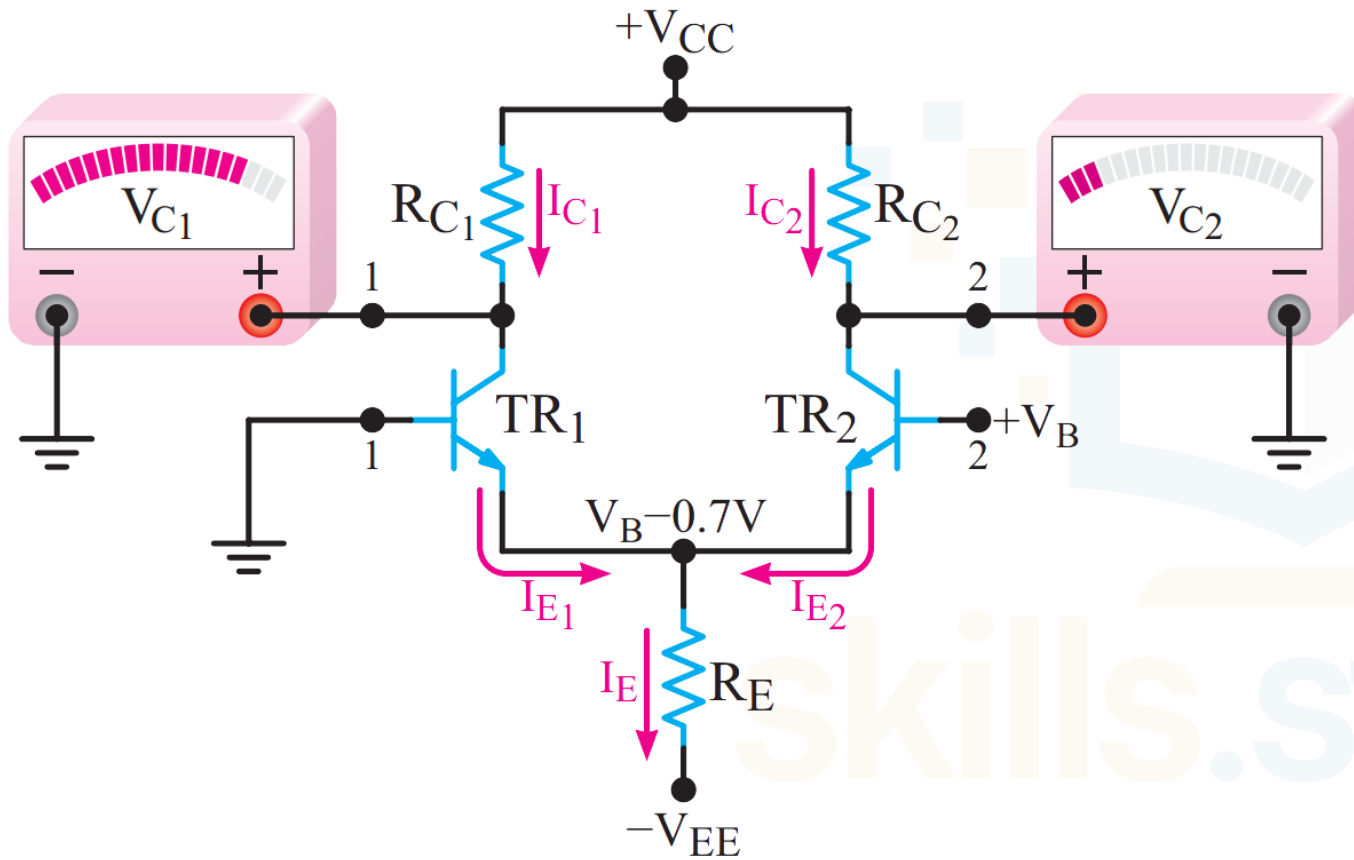 +VCC
VC1
− +
RC1
IC1
IC2
RC2
VC2
+ −
1
2
TR1
TR2
1
2
+VB
VB−0.7V
IE1
IE2
IE
RE
−VEE
skills.s